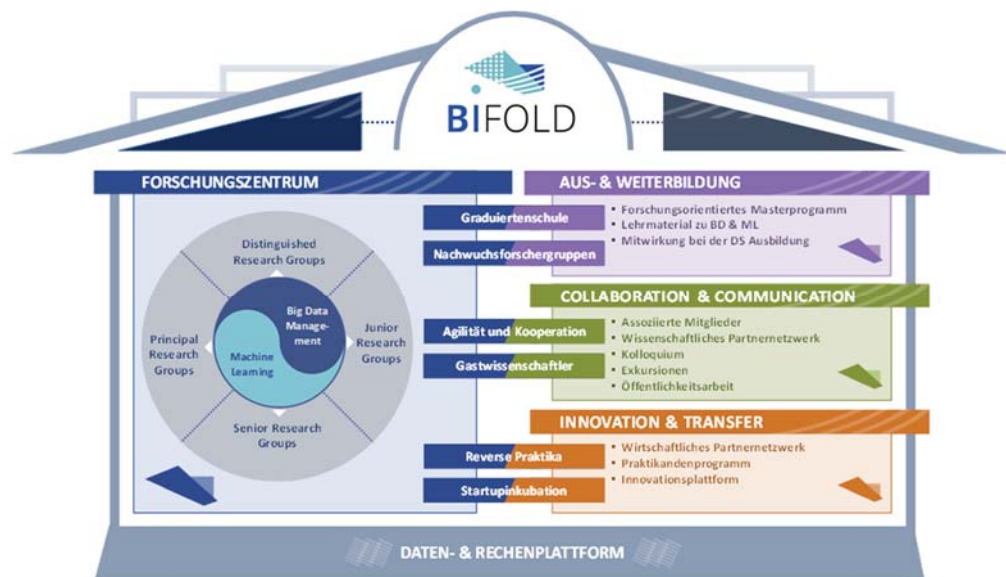 BIFOLD
FORSCHUNGSZENTRUM
Distinguished
Research Groups
Principal
Research
Groups
Big Data
Manage-
ment
Machine
Learning
Junior
Research
Groups
Senior Research
Groups
AUS- & WEITERBILDUNG
Graduiertenschule
Nachwuchsforschergruppen
▪ Forschungsorientiertes Masterprogramm
▪ Lehrmaterial zu BD & ML
▪ Mitwirkung bei der DS Ausbildung
COLLABORATION & COMMUNICATION
Agilität und Kooperation
Gastwissenschaftler
▪ Assoziierte Mitglieder
▪ Wissenschaftliches Partnernetzwerk
▪ Kolloquium
▪ Exkursionen
▪ Öffentlichkeitsarbeit
INNOVATION & TRANSFER
Reverse Praktika
Startupinkubation
▪ Wirtschaftliches Partnernetzwerk
▪ Praktikandenprogramm
▪ Innovationsplattform
DATEN- & RECHENPLATTFORM